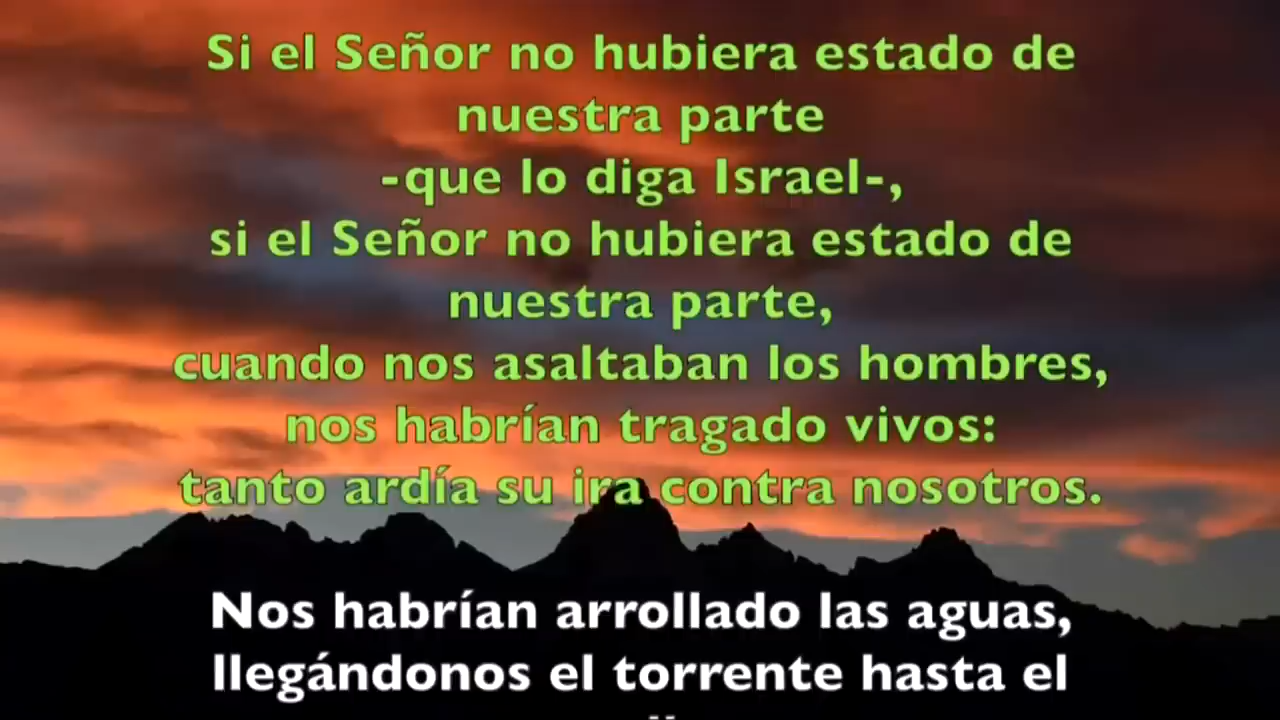 Si el Señor no hubiera estado de
nuestra parte
-que lo diga Israel-,
si el Señor no hubiera estado de
nuestra parte,
cuando nos asaltaban los hombres,
nos habrían tragado vivos:
tanto ardía su ira contra nosotros.
Nos habrían arrollado las aguas,
llegándonos el torrente hasta el